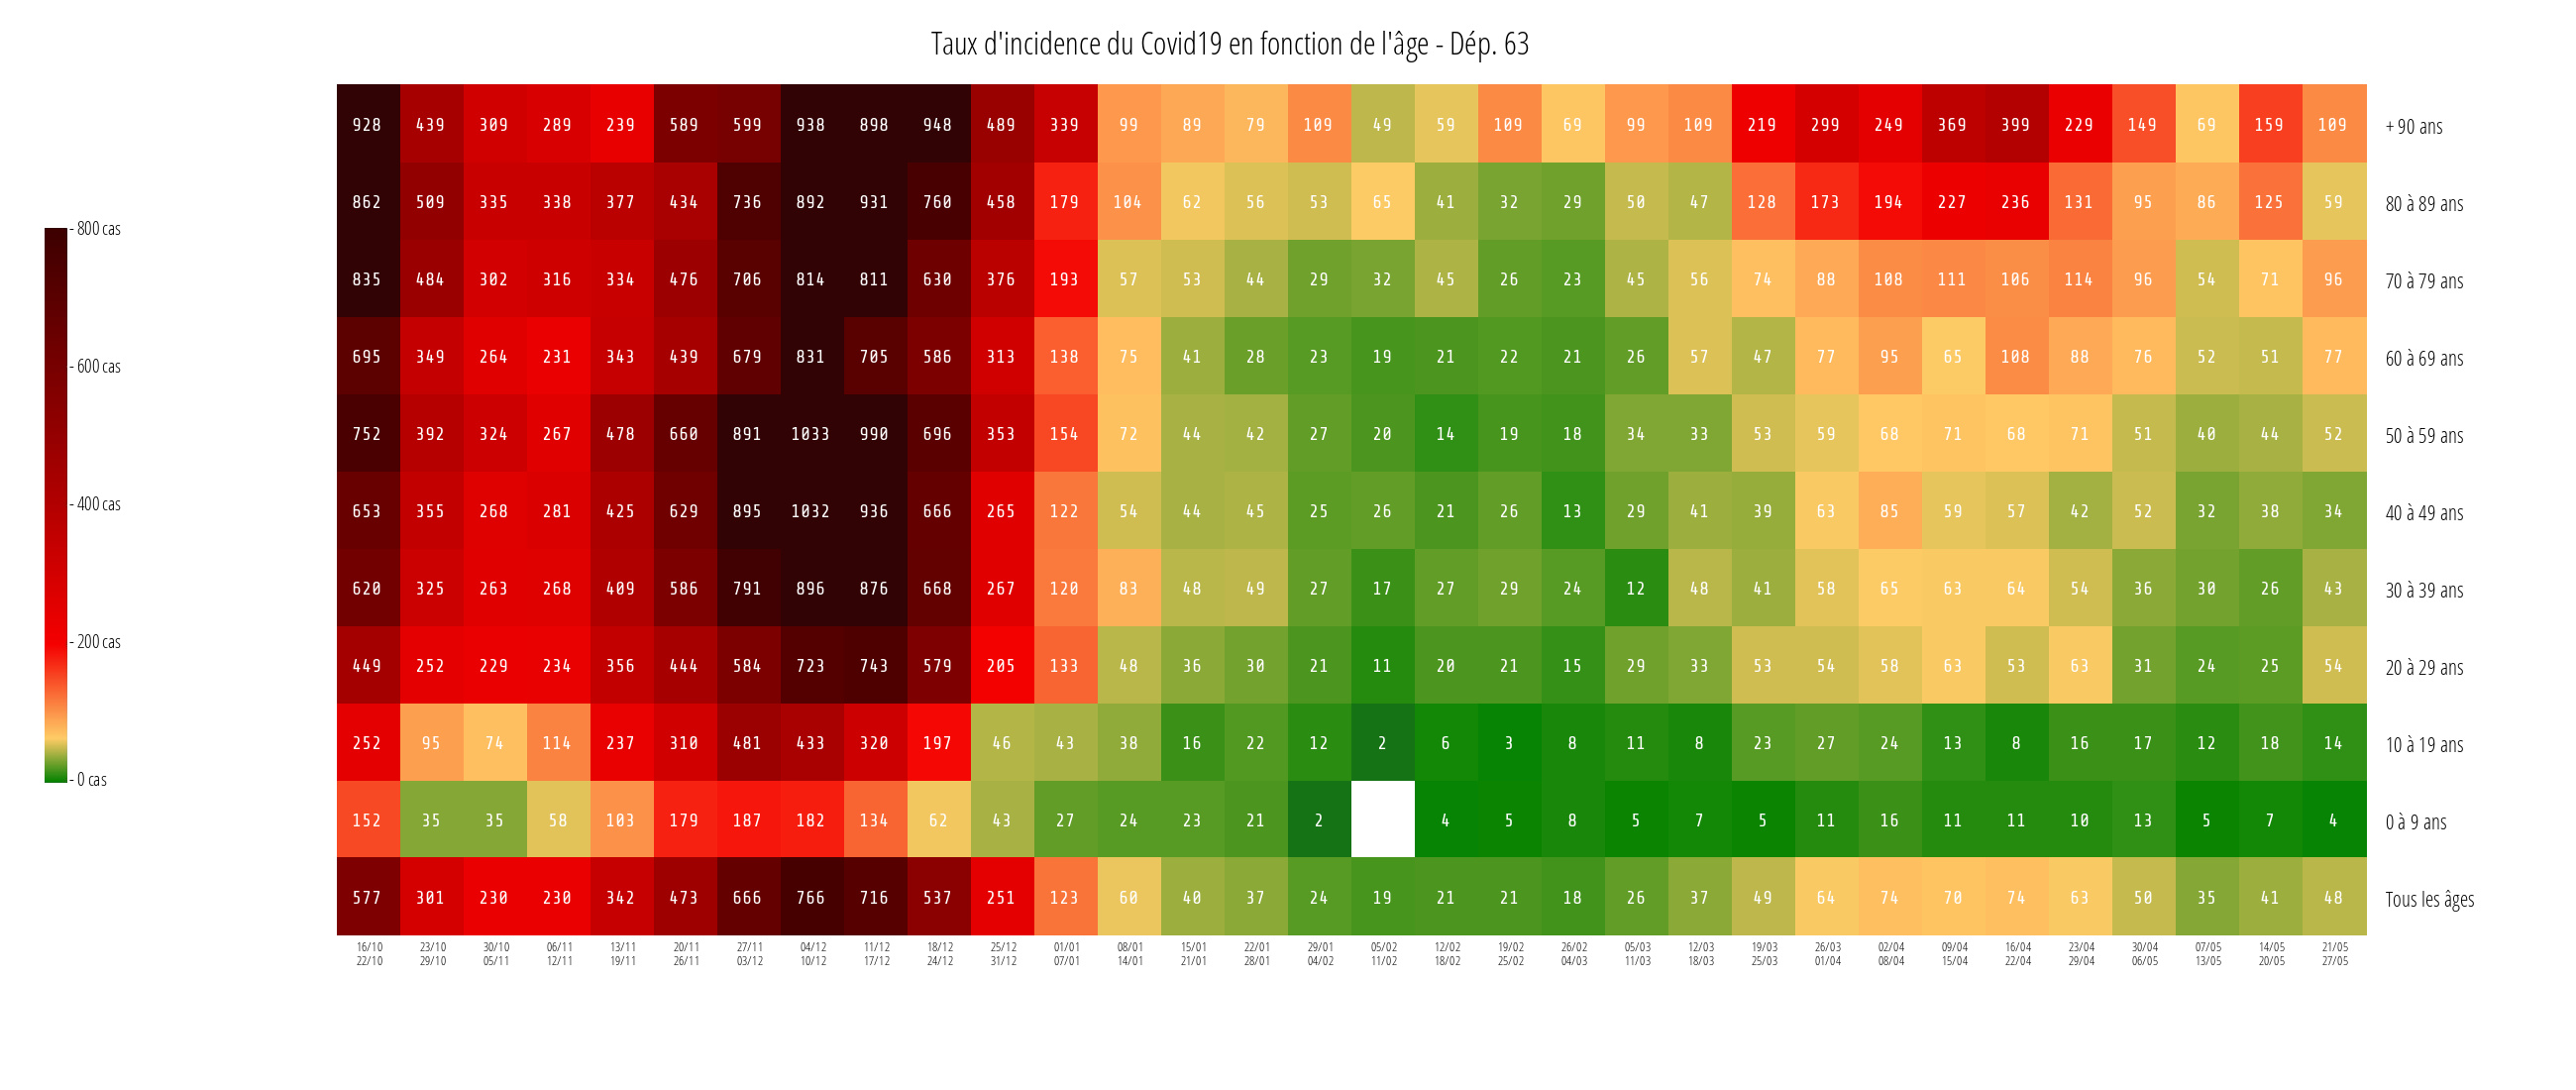 Taux d'incidence du Covid19 en fonction de l'âge - Dép. 63
- 800 cas
- 600 cas
- 400 cas
- 200 cas
- 0 cas
928 439 309 289 239 589 599 938 898 948 489 339 99 89 79 109 49 59 109 69 99 109 219 299 249 369 399 229 149 69 159 109 + 90 ans
862 509 335 338 377 434 736 892 931 760 458 179 104 62 56 53 65 41 32 29 50 47 128 173 194 227 236 131 95 86 125 59 80 à 89 ans
835 484 302 316 334 476 706 814 811 630 376 193 57 53 44 29 32 45 26 23 45 56 74 88 108 111 106 114 96 54 71 96 70 à 79 ans
695 349 264 231 343 439 679 831 705 586 313 138 75 41 28 23 19 21 22 21 26 57 47 77 95 65 108 88 76 52 51 77 60 à 69 ans
752 392 324 267 478 660 891 1033 990 696 353 154 72 44 42 27 20 14 19 18 34 33 53 59 68 71 68 71 51 40 44 52 50 à 59 ans
653 355 268 281 425 629 895 1032 936 666 265 122 54 44 45 25 26 21 26 13 29 41 39 63 85 59 57 42 52 32 38 34 40 à 49 ans
620 325 263 268 409 586 791 896 876 668 267 120 83 48 49 27 17 27 29 24 12 48 41 58 65 63 64 54 36 30 26 43 30 à 39 ans
449 252 229 234 356 444 584 723 743 579 205 133 48 36 30 21 11 20 21 15 29 33 53 54 58 63 53 63 31 24 25 54 20 à 29 ans
252 95 74 114 237 310 481 433 320 197 46 43 38 16 22 12 2 6 3 8 11 8 23 27 24 13 8 16 17 12 18 14 10 à 19 ans
152 35 35 58 103 179 187 182 134 62 43 27 24 23 21 2 4 5 8 5 7 5 11 16 11 11 10 13 5 7 4 0 à 9 ans
577 301 230 230 342 473 666 766 716 537 251 123 60 40 37 24 19 21 21 18 26 37 49 64 74 70 74 63 50 35 41 48 Tous les âges
16/10 23/10 30/10 06/11 13/11 20/11 27/11 04/12 11/12 18/12 25/12 01/01 08/01 15/01 22/01 29/01 05/02 12/02 19/02 26/02 05/03 12/03 19/03 26/03 02/04 09/04 16/04 23/04 30/04 07/05 14/05 21/05
22/10 29/10 05/11 12/11 19/11 26/11 03/12 10/12 17/12 24/12 31/12 07/01 14/01 21/01 28/01 04/02 11/02 18/02 25/02 04/03 11/03 18/03 25/03 01/04 08/04 15/04 22/04 29/04 06/05 13/05 20/05 27/05